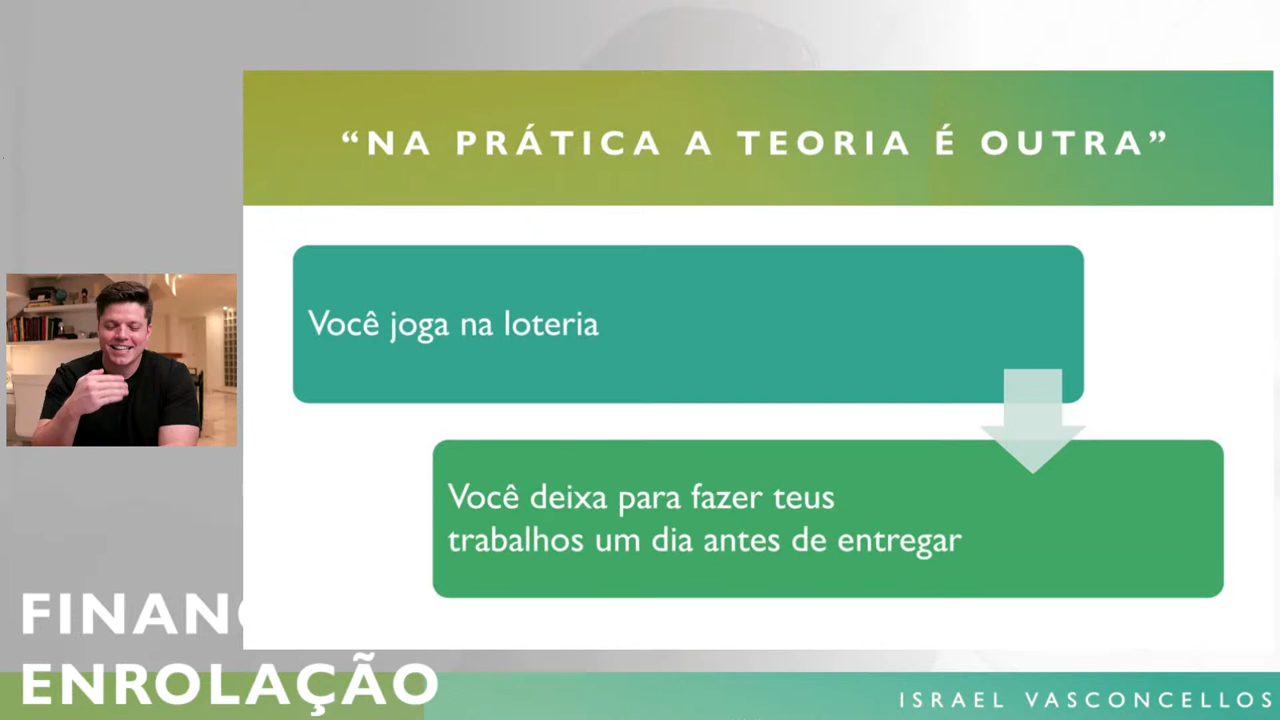 “NA PRÁTICA A TEORIA É OUTRA”
Você joga na loteria
Você deixa para fazer teus
trabalhos um dia antes de entregar
FINANC
ENROLAÇÃO
ISRAEL VASCONCELLOS